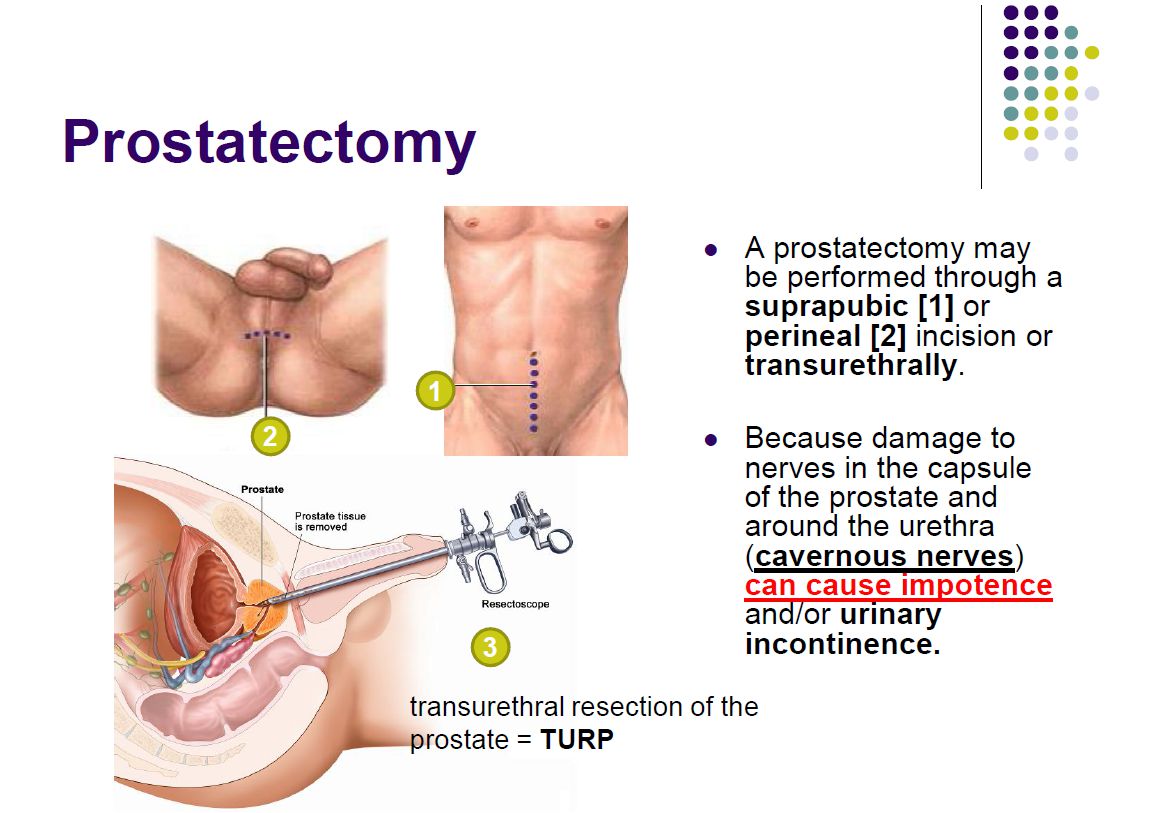 Prostatectomy
2
1
Prostate
Prostate tissue
is removed
Resectoscope
3
transurethral resection of the
prostate = TURP
● A prostatectomy may
be performed through a
suprapubic [1] or
perineal [2] incision or
transurethrally.
● Because damage to
nerves in the capsule
of the prostate and
around the urethra
(cavernous nerves)
can cause impotence
and/or urinary
incontinence.